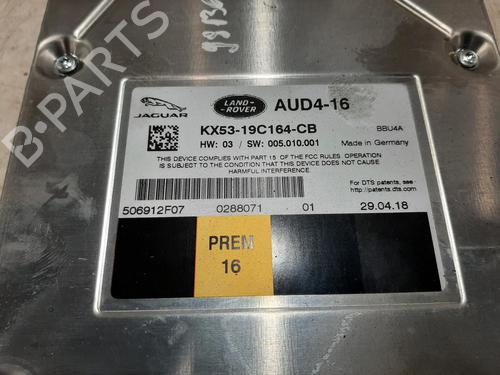 JAGUAR
LAND-
ROVER
AUD4-16
KX53-19C164-CB
BBU4A
HW: 03 / SW: 005.010.001
Made in Germany
THIS DEVICE COMPLIES WITH PART 15 OF THE FCC RULES. OPERATION
IS SUBJECT TO THE CONDITION THAT THIS DEVICE DOES NOT CAUSE
HARMFUL INTERFERENCE.
For DTS patents, see
http://patents.dts.com.
506912F07 0288071 01 29.04.18
PREM
16
B-PARTS